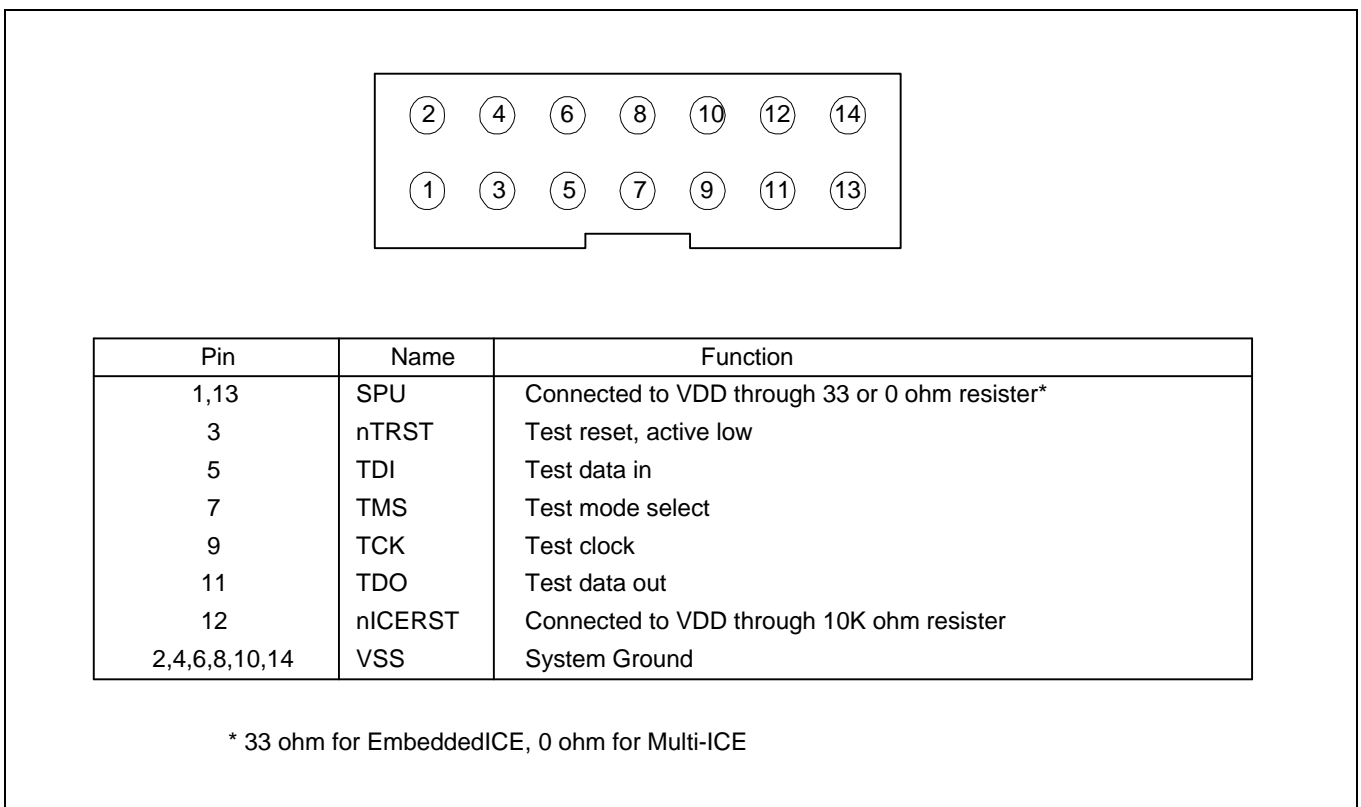 2 4 6 8 10 12 14
1 3 5 7 9 11 13
Pin Name Function
1,13 SPU Connected to VDD through 33 or 0 ohm resister*
3 nTRST Test reset, active low
5 TDI Test data in
7 TMS Test mode select
9 TCK Test clock
11 TDO Test data out
12 nICERST Connected to VDD through 10K ohm resister
2,4,6,8,10,14 VSS System Ground
* 33 ohm for EmbeddedICE, 0 ohm for Multi-ICE